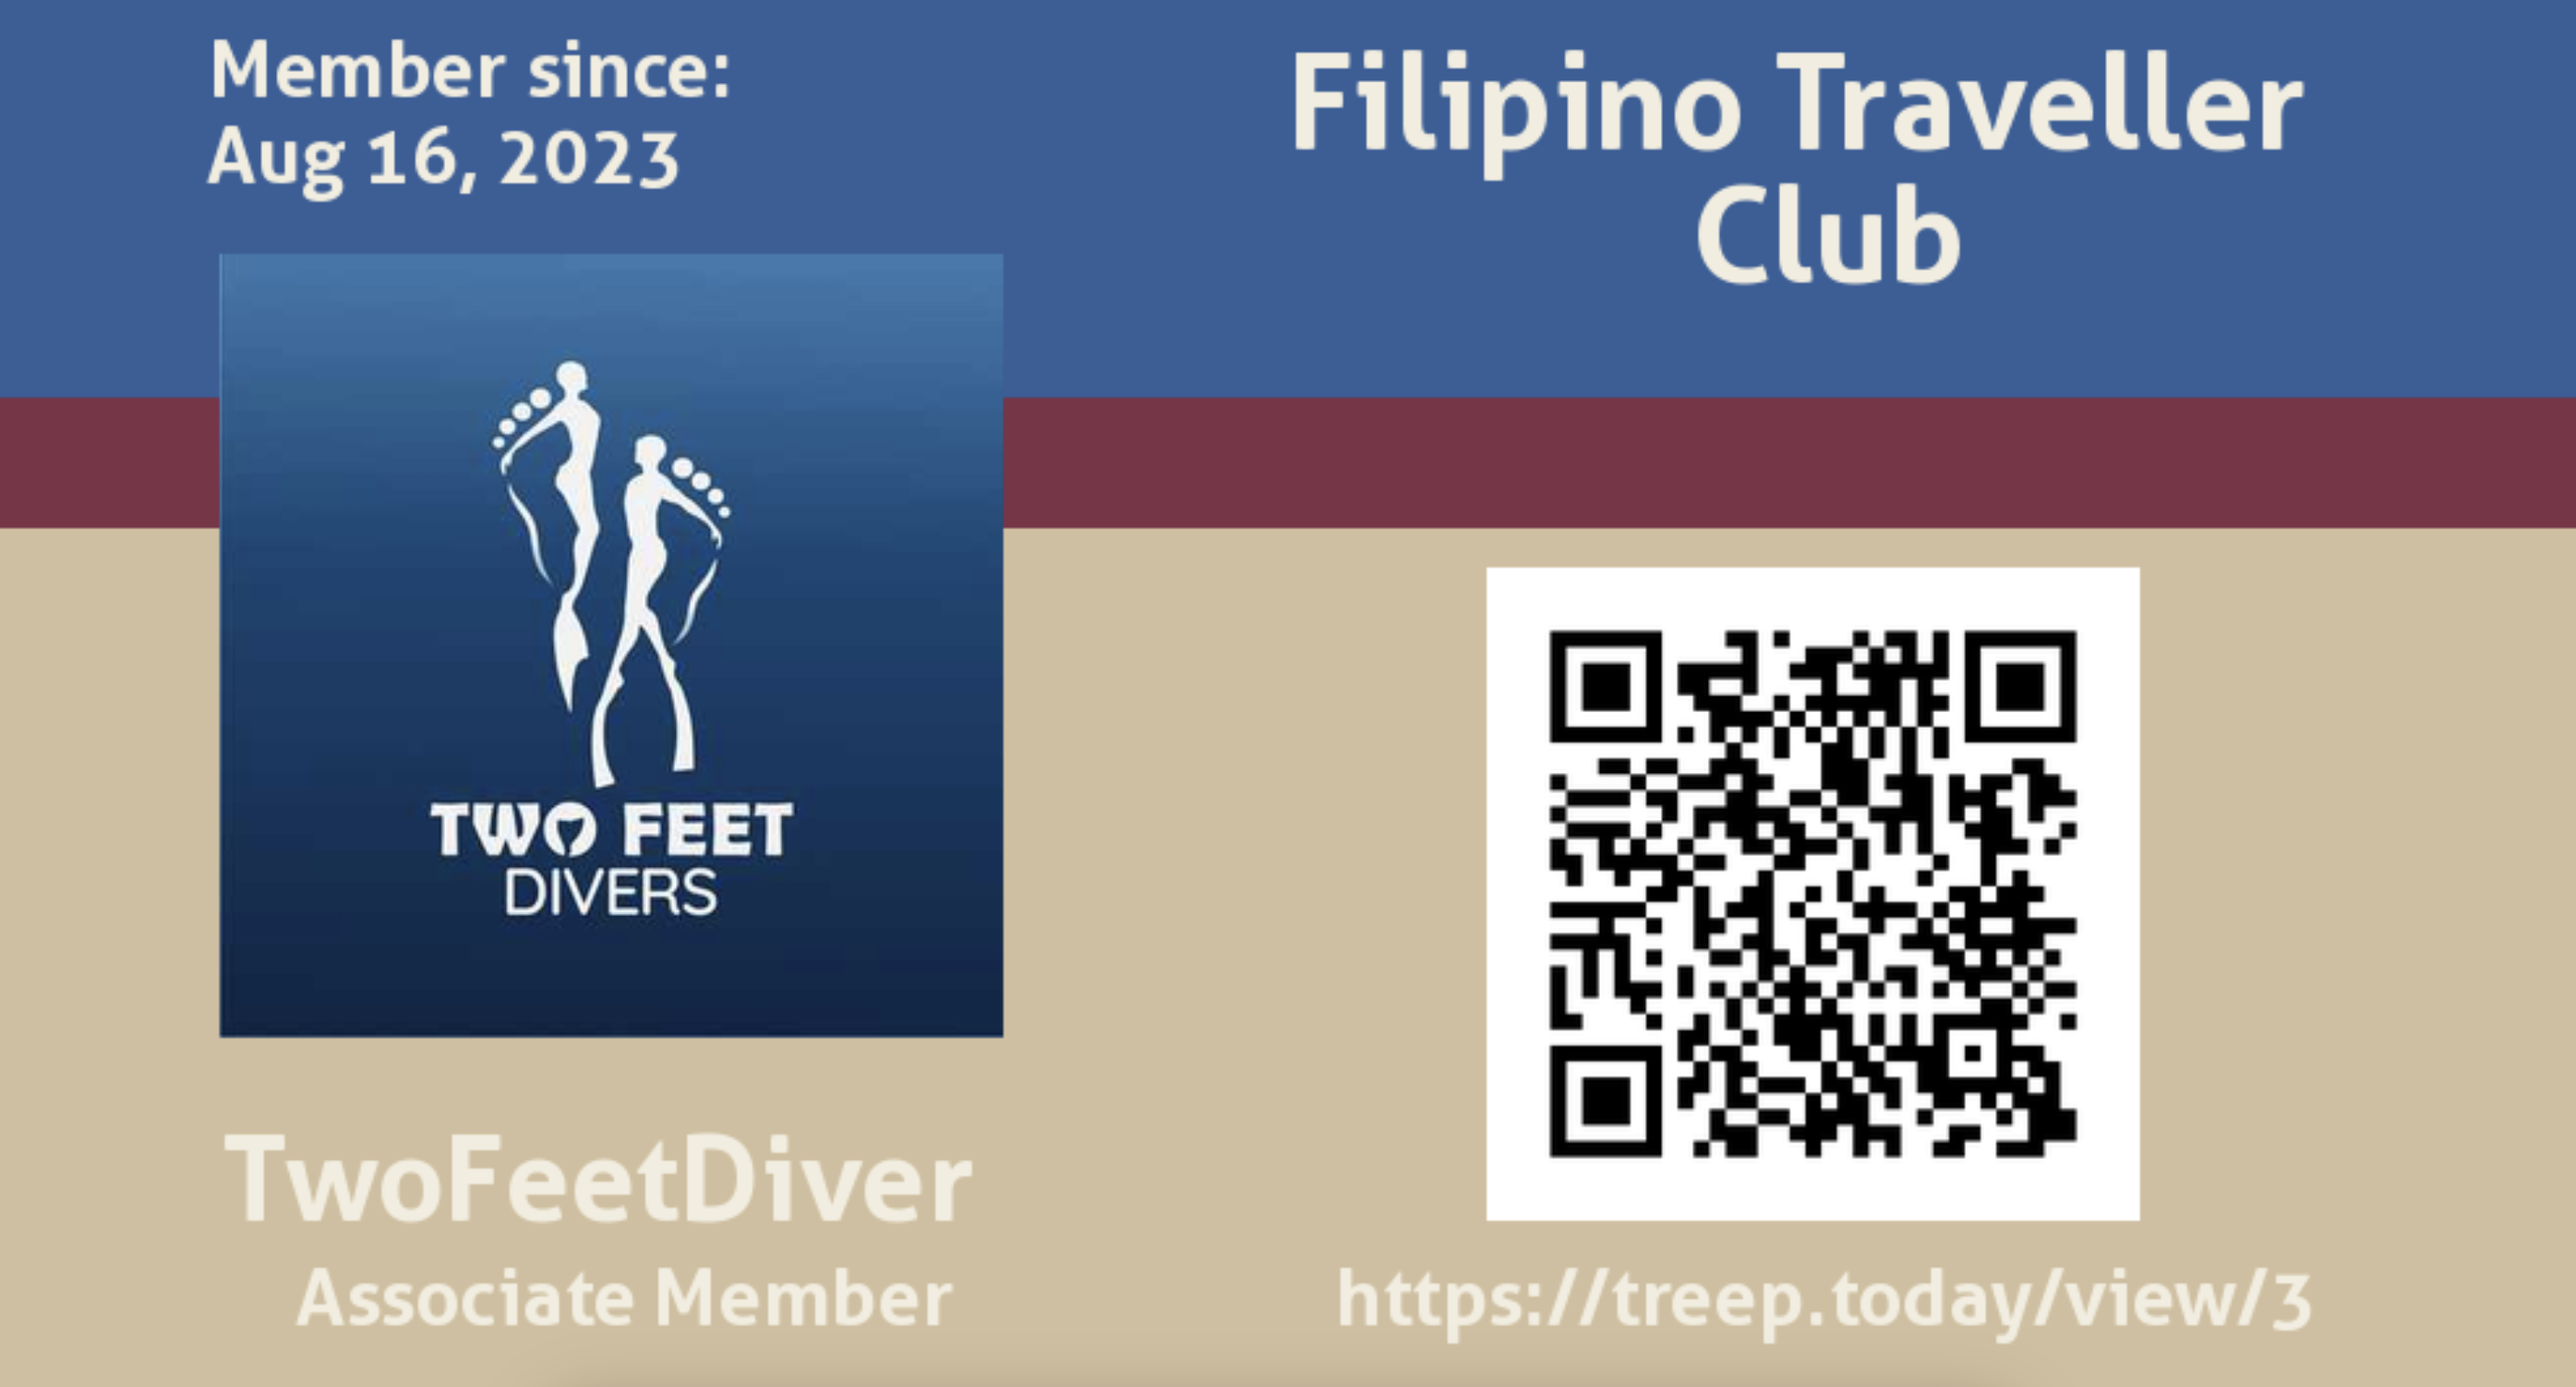 Member since:
Aug 16, 2023
Filipino Traveller
Club
TWO FEET
DIVERS
TwoFeetDiver
Associate Member
https://treep.today/view/3